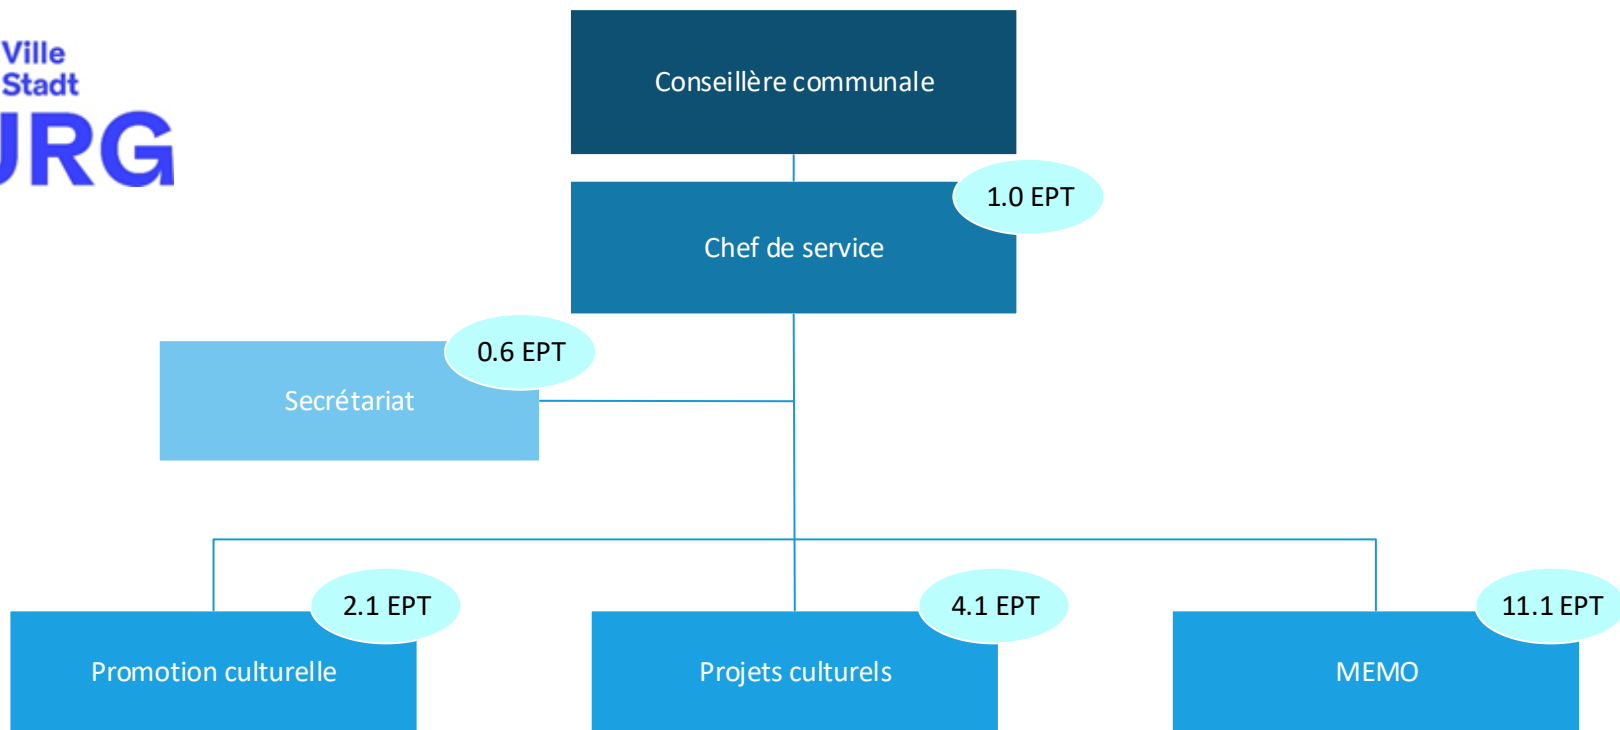 Ville
Stadt
URG
Conseillère communale
1.0 EPT
Chef de service
0.6 EPT
Secrétariat
2.1 EPT
4.1 EPT
11.1 EPT
Promotion culturelle
Projets culturels
MEMO